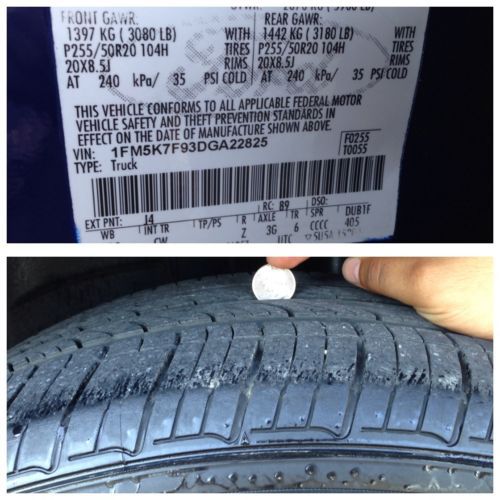 FRONT GAWR: REAR GAWR:
1397 KG ( 3080 LB) WITH 1442 KG ( 3180 LB) WITH
P255/50R20 104H TIRES P255/50R20 104H TIRES
20X8.5J RIMS 20X8.5J RIMS
AT 240 kPa/ 35 PSI COLD AT 240 kPa/ 35 PSI COLD
THIS VEHICLE CONFORMS TO ALL APPLICABLE FEDERAL MOTOR
VEHICLE SAFETY AND THEFT PREVENTION STANDARDS IN
EFFECT ON THE DATE OF MANUFACTURE SHOWN ABOVE.
VIN: 1FM5K7F93DGA22825 F0255
TYPE: Truck T0055
RC: 89 DSO:
EXT PNT: J4
WB INT TR TP/PS R AXLE TR SPR DUB1F
CW Z 3G 6 CCCC 405
UTC